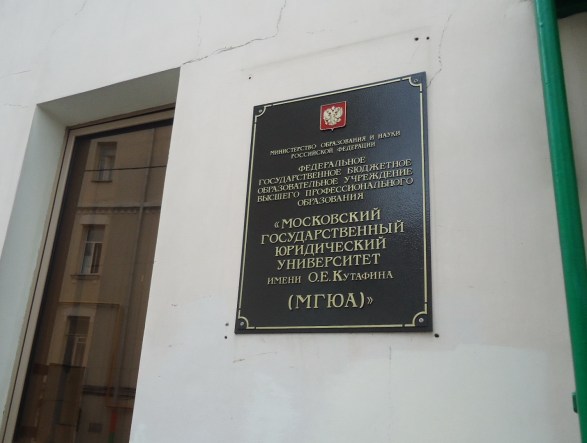 МИНИСТЕРСТВО ОБРАЗОВАНИЯ И НАУКИ
РОССИЙСКОЙ ФЕДЕРАЦИИ
ФЕДЕРАЛЬНОЕ
ГОСУДАРСТВЕННОЕ БЮДЖЕТНОЕ
ОБРАЗОВАТЕЛЬНОЕ УЧРЕЖДЕНИЕ
ВЫСШЕГО ПРОФЕССИОНАЛЬНОГО
ОБРАЗОВАНИЯ
«МОСКОВСКИЙ
ГОСУДАРСТВЕННЫЙ
ЮРИДИЧЕСКИЙ
УНИВЕРСИТЕТ
ИМЕНИ О.Е.КУТАФИНА
(МГЮА)»